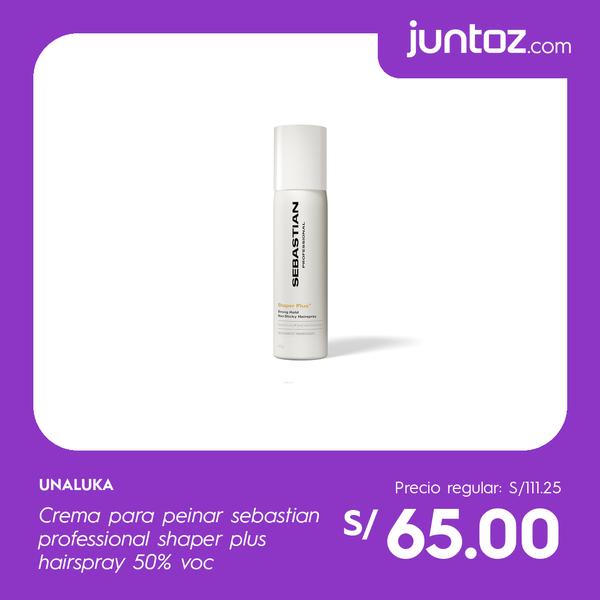 juntoz.com
SEBASTIAN
PROFESSIONAL
Shaper Plus™
Strong Hold
Non-Sticky Hairspray
UNALUKA
Crema para peinar sebastian
professional shaper plus
hairspray 50% voc
Precio regular: S/111.25
S/ 65.00